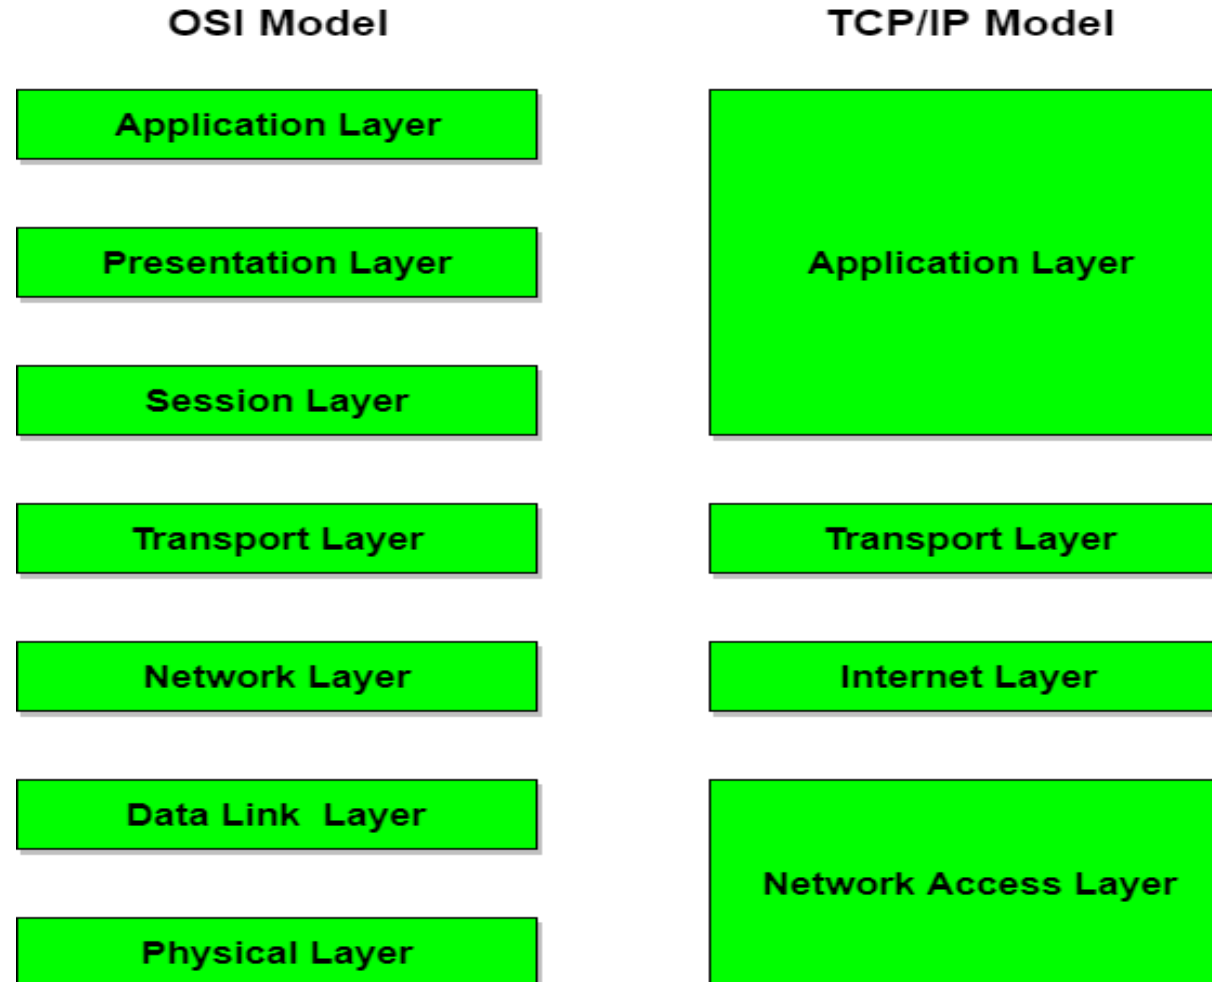 OSI Model
TCP/IP Model
Application Layer
Presentation Layer
Session Layer
Transport Layer
Network Layer
Data Link  Layer
Physical Layer
Application Layer
Transport Layer
Internet Layer
Network Access Layer